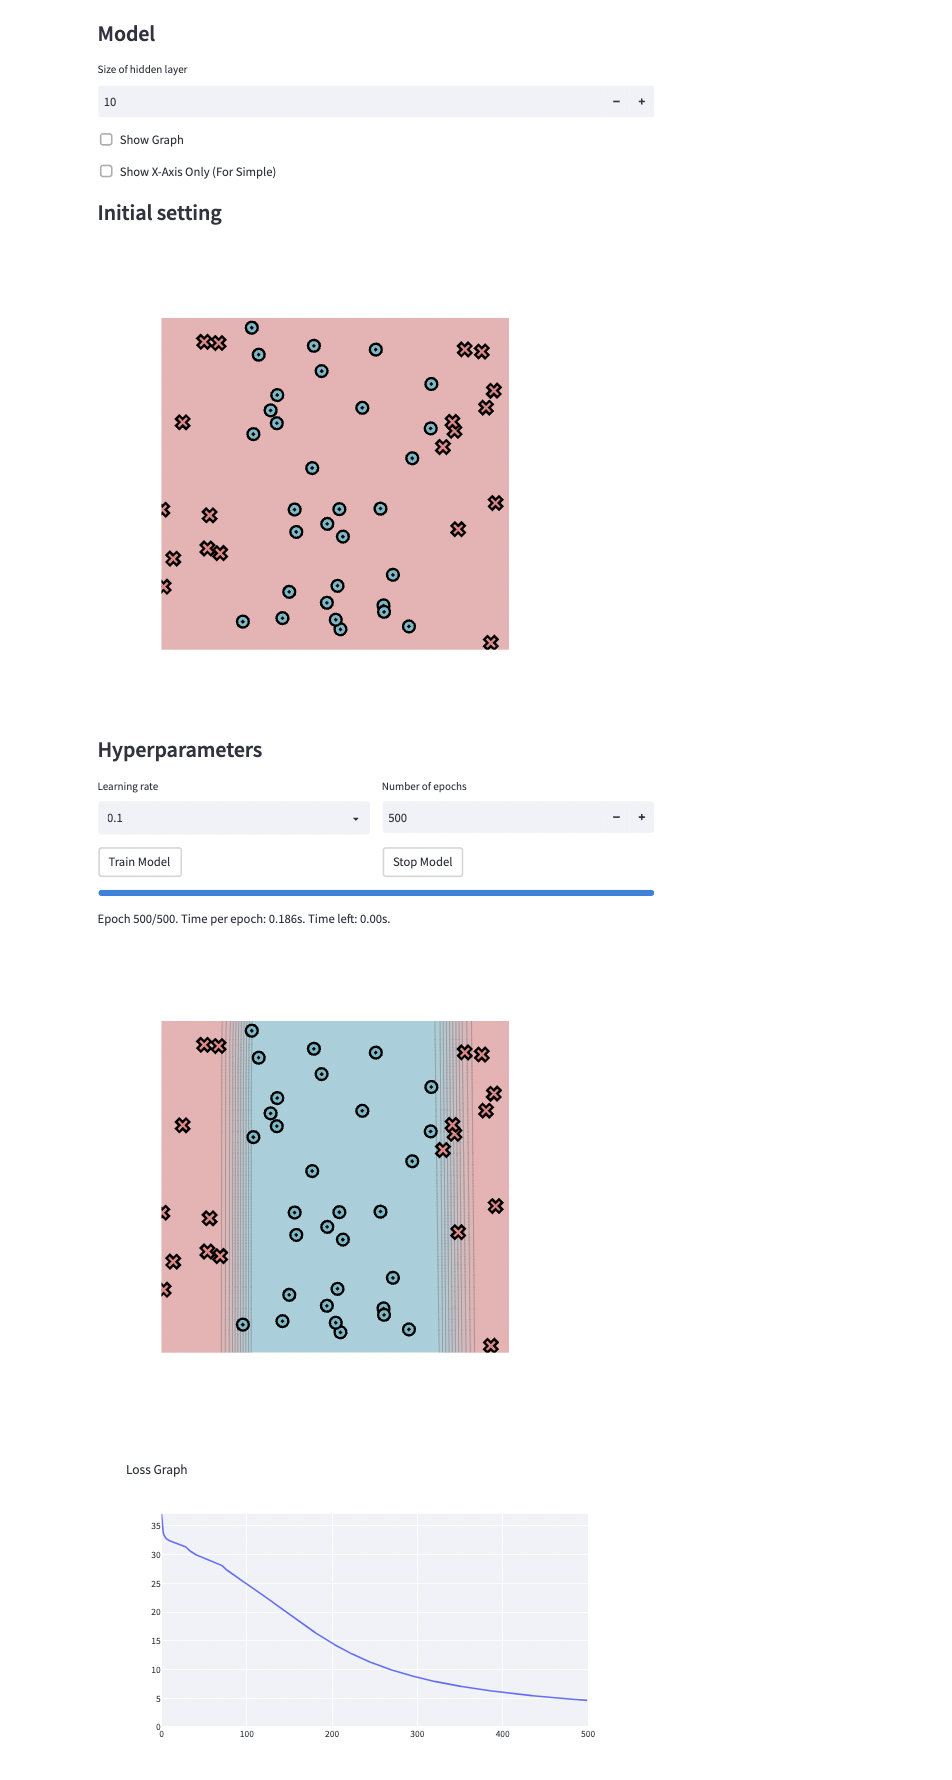 Model
Size of hidden layer
10
− +
Show Graph
Show X-Axis Only (For Simple)
Initial setting
Hyperparameters
Learning rate Number of epochs
0.1 500 − +
Train Model Stop Model
Epoch 500/500. Time per epoch: 0.186s. Time left: 0.00s.
Loss Graph
35
30
25
20
15
10
5
0
0 100 200 300 400 500